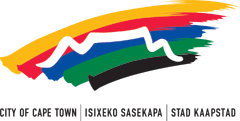 CITY OF CAPE TOWN | ISIXEKO SASEKAPA | STAD KAAPSTAD